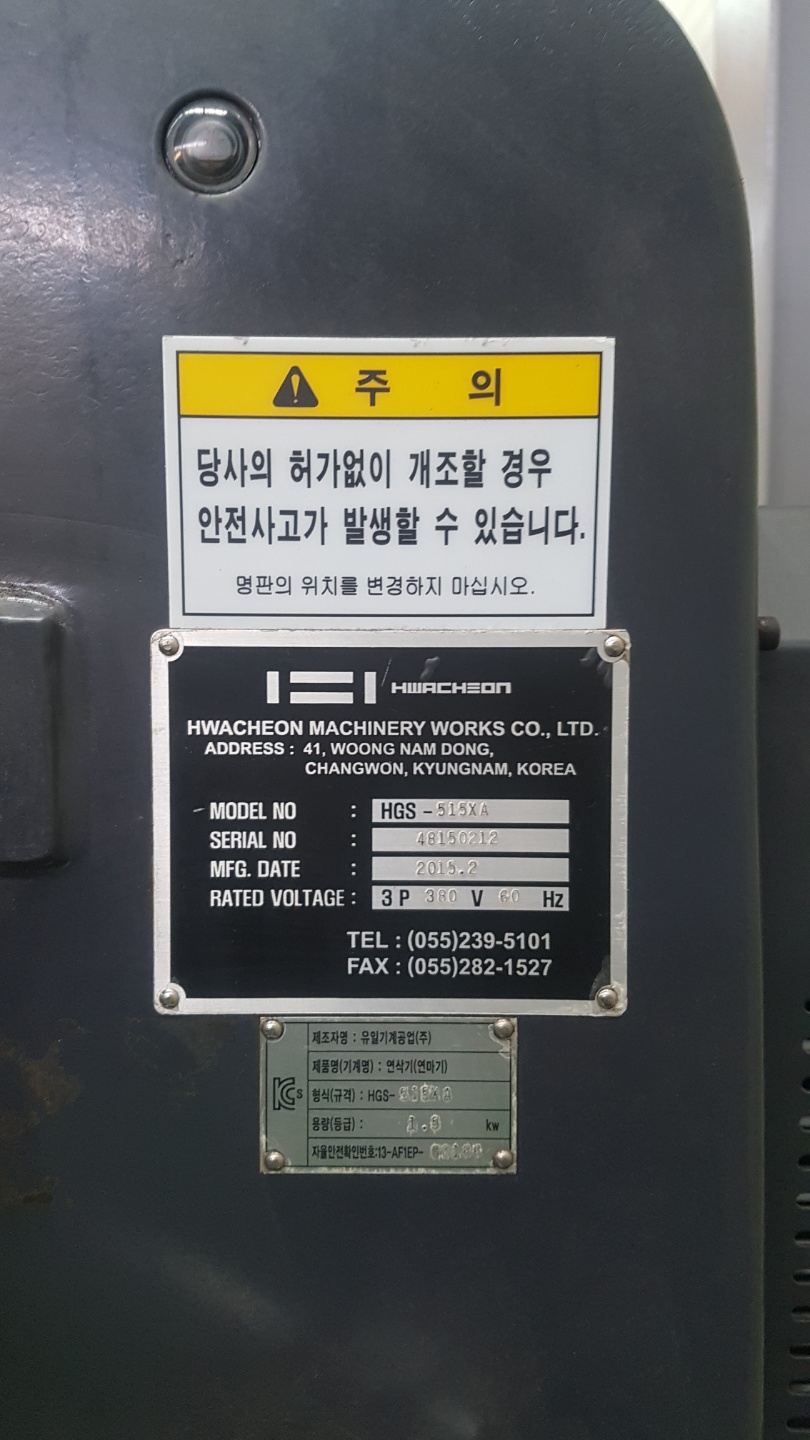 주 의
당사의 허가없이 개조할 경우
안전사고가 발생할 수 있습니다.
명판의 위치를 변경하지 마십시오.
HWACHEON
HWACHEON MACHINERY WORKS CO., LTD.
ADDRESS : 41, WOONG NAM DONG,
CHANGWON, KYUNGNAM, KOREA
MODEL NO : HGS - 515XA
SERIAL NO : 48150212
MFG. DATE : 2015.2
RATED VOLTAGE : 3 P 380 V 60 Hz
TEL : (055)239-5101
FAX : (055)282-1527
제조자명 : 유일기계공업(주)
제품명(기계명) : 연삭기(연마기)
KCs 형식(규격) : HGS- 515XA
용량(등급) : kw
자율안전확인번호:13-AF1EP-